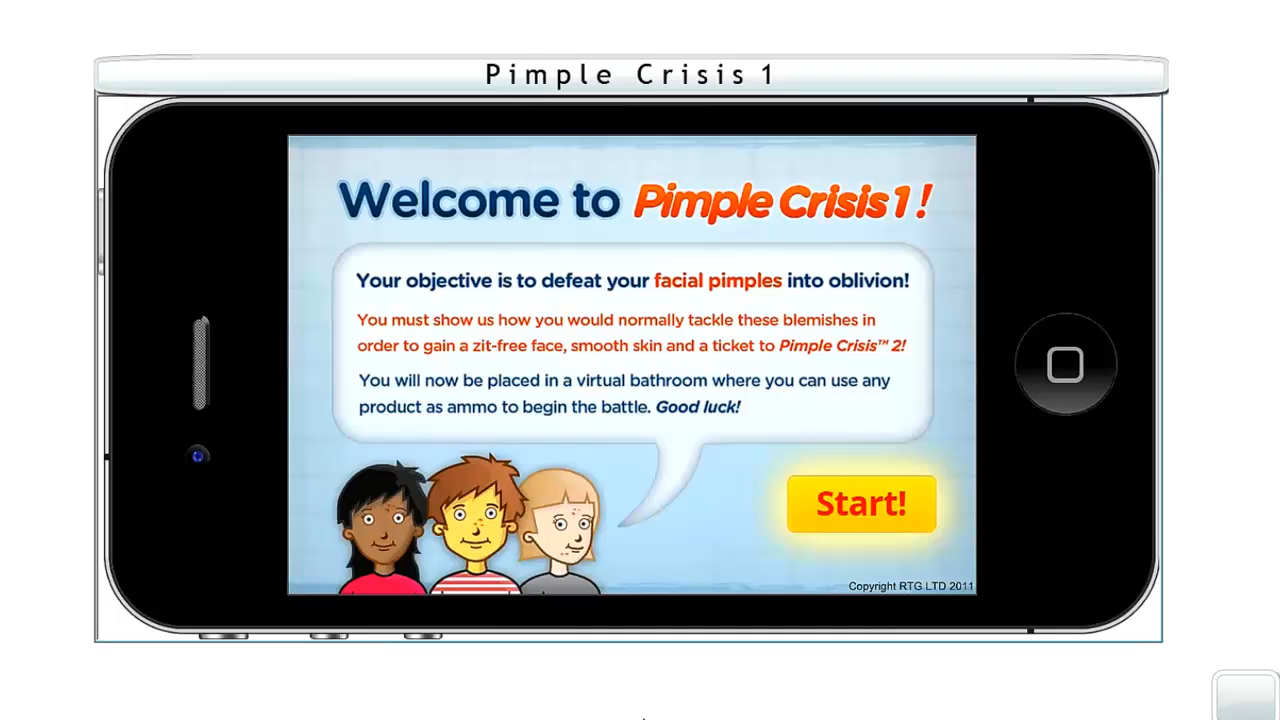 Pimple Crisis 1
Welcome to Pimple Crisis 1!
Your objective is to defeat your facial pimples into oblivion!
You must show us how you would normally tackle these blemishes in
order to gain a zit-free face, smooth skin and a ticket to Pimple Crisis™ 2!
You will now be placed in a virtual bathroom where you can use any
product as ammo to begin the battle. Good luck!
Start!
Copyright RTG LTD 2011